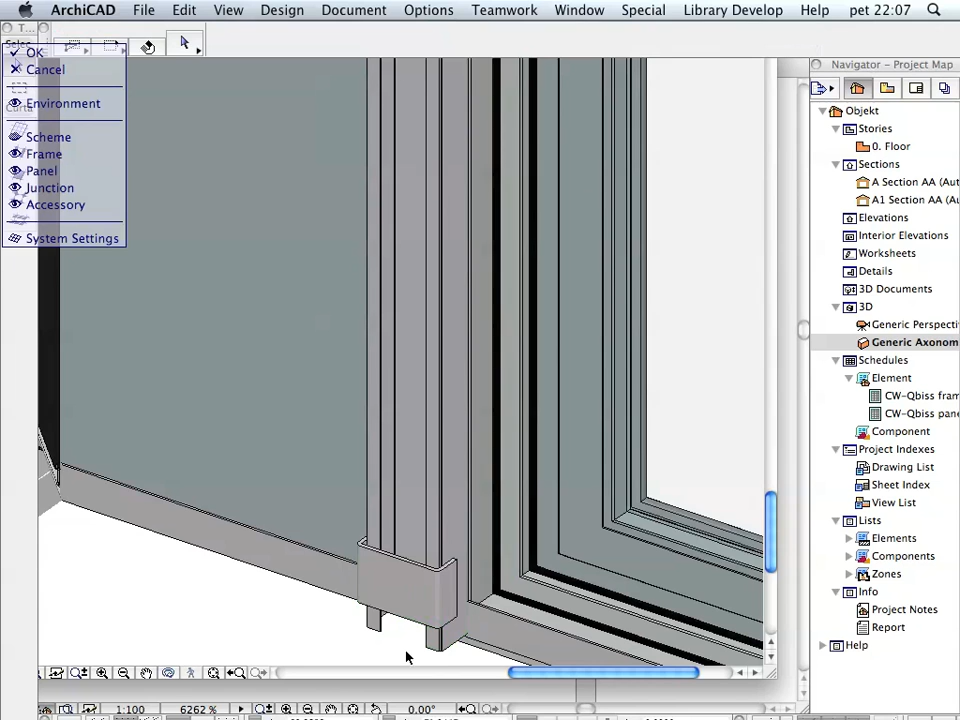 ArchiCAD File Edit View Design Document Options Teamwork Window Special Library Develop Help pet 22:07
Navigator - Project Map
OK
Cancel
Environment
Scheme
Frame
Panel
Junction
Accessory
System Settings
Objekt
Stories
0. Floor
Sections
A Section AA (Aut
A1 Section AA (Au
Elevations
Interior Elevations
Worksheets
Details
3D Documents
3D
Generic Perspecti
Generic Axonom
Schedules
Element
CW-Qbiss fram
CW-Qbiss pane
Component
Project Indexes
Drawing List
Sheet Index
View List
Lists
Elements
Components
Zones
Info
Project Notes
Report
Help
1:100 6262 % 0.00°